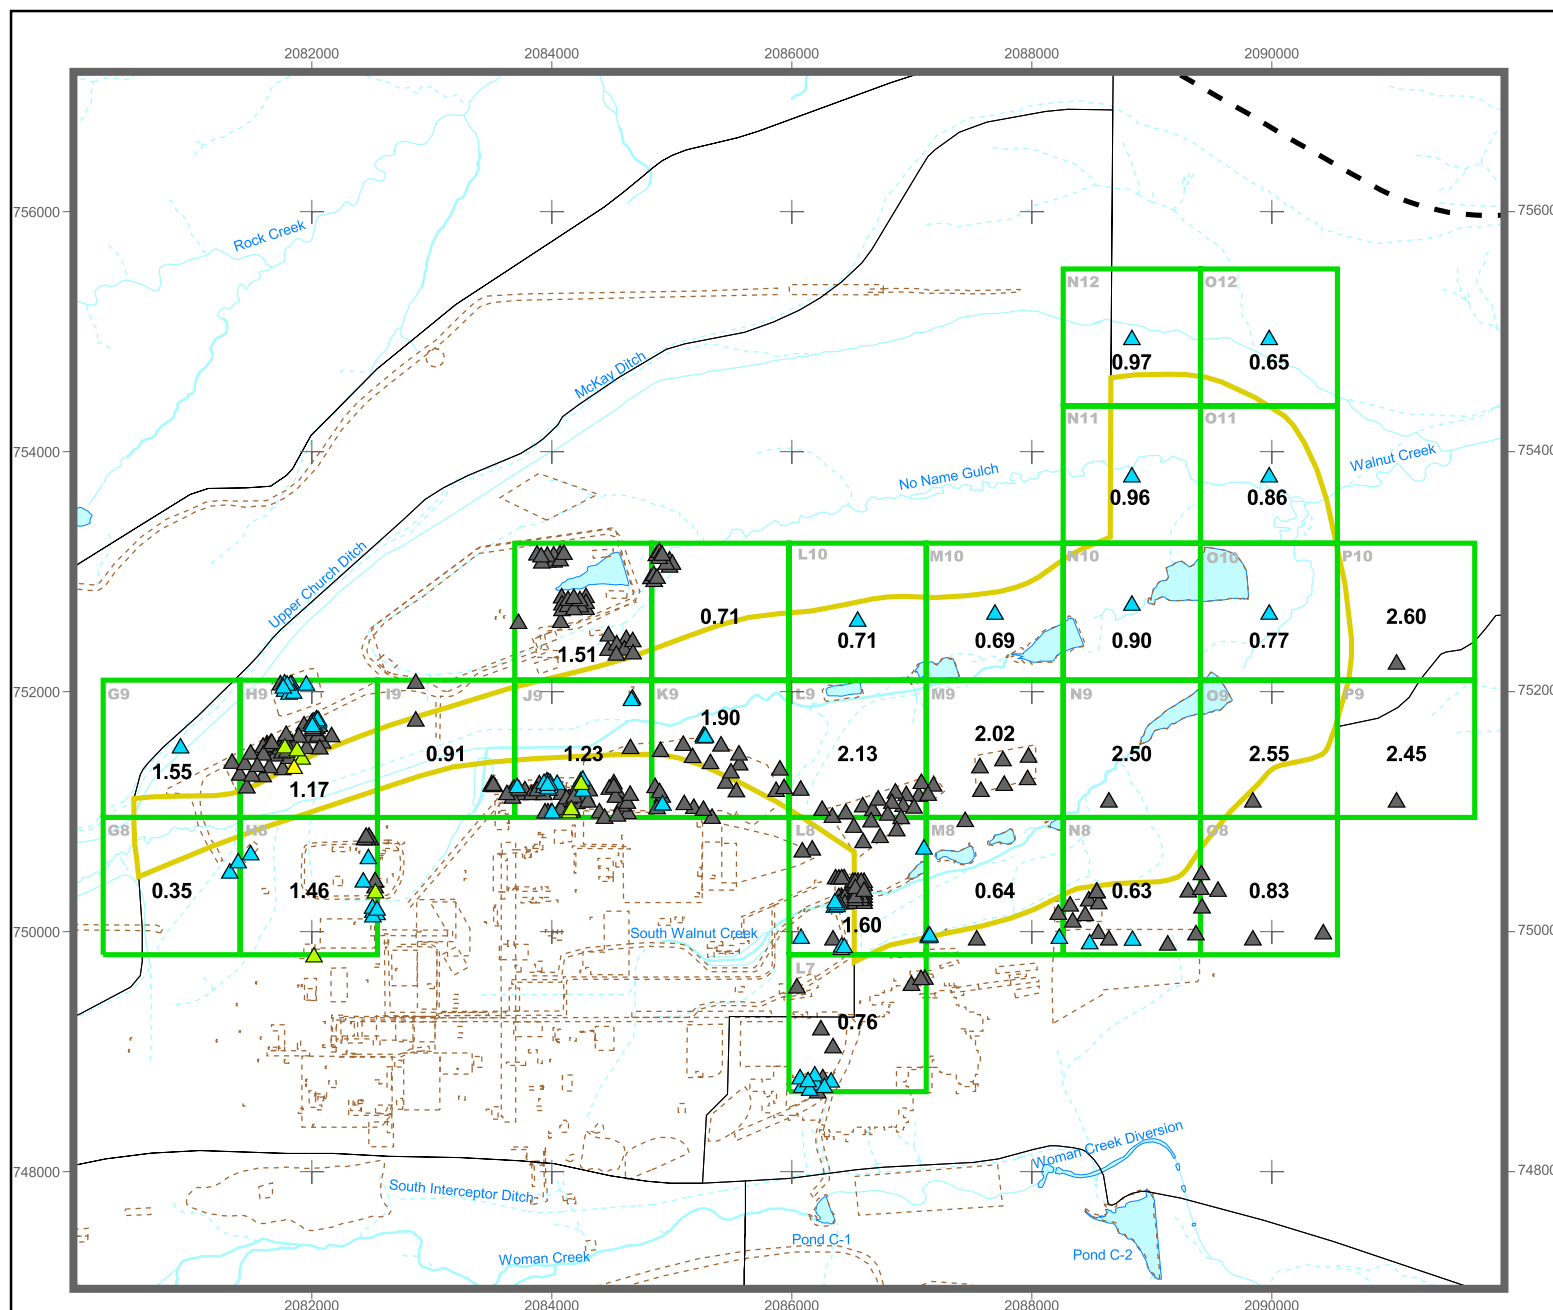 2082000 2084000 2086000 2088000 2090000
756000 75600
Rock Creek
N12 O12
McKay Ditch
0.97 0.65
N11 O11
754000 75400
Walnut Creek
No Name Gulch
0.96 0.86
Upper Church Ditch
L10 M10 N10 O10 P10
0.71 0.71 0.69 0.90 0.77 2.60
1.51
752000 75200
G9 H9 I9 J9 K9 L9 M9 N9 O9 P9
1.55 1.17 0.91 1.23 1.90 2.13 2.02 2.50 2.55 2.45
G8 H8 L8 M8 N8 O8
0.35 1.46 1.60 0.64 0.63 0.83
750000 75000
South Walnut Creek
L7
0.76
Woman Creek Diversion
748000 74800
South Interceptor Ditch
Pond C-1
Woman Creek
Pond C-2
2082000 2084000 2086000 2088000 2090000